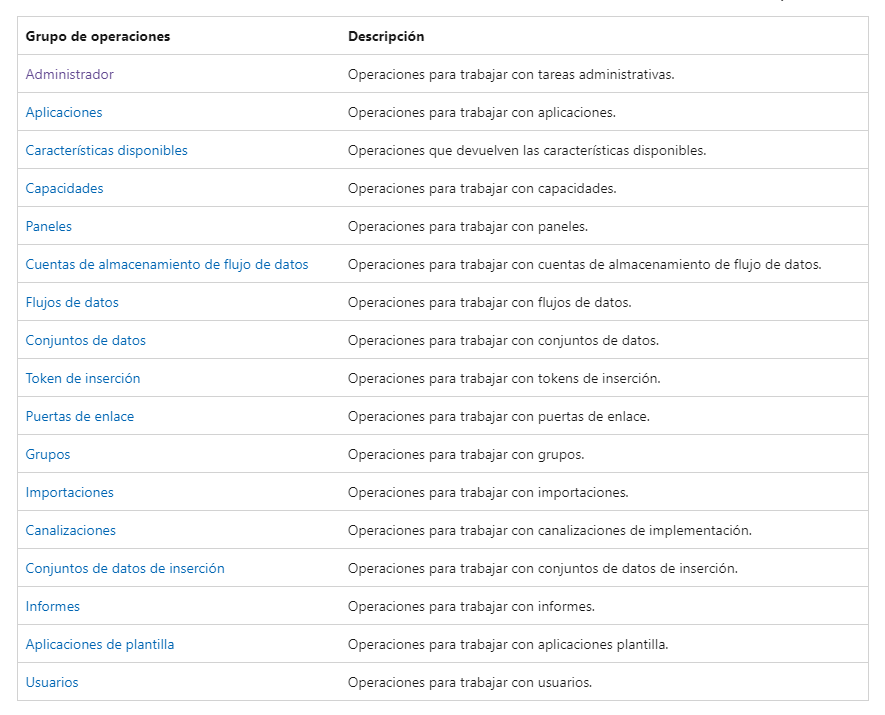 Grupo de operaciones Descripción
Administrador Operaciones para trabajar con tareas administrativas.
Aplicaciones Operaciones para trabajar con aplicaciones.
Características disponibles Operaciones que devuelven las características disponibles.
Capacidades Operaciones para trabajar con capacidades.
Paneles Operaciones para trabajar con paneles.
Cuentas de almacenamiento de flujo de datos Operaciones para trabajar con cuentas de almacenamiento de flujo de datos.
Flujos de datos Operaciones para trabajar con flujos de datos.
Conjuntos de datos Operaciones para trabajar con conjuntos de datos.
Token de inserción Operaciones para trabajar con tokens de inserción.
Puertas de enlace Operaciones para trabajar con puertas de enlace.
Grupos Operaciones para trabajar con grupos.
Importaciones Operaciones para trabajar con importaciones.
Canalizaciones Operaciones para trabajar con canalizaciones de implementación.
Conjuntos de datos de inserción Operaciones para trabajar con conjuntos de datos de inserción.
Informes Operaciones para trabajar con informes.
Aplicaciones de plantilla Operaciones para trabajar con aplicaciones plantilla.
Usuarios Operaciones para trabajar con usuarios.